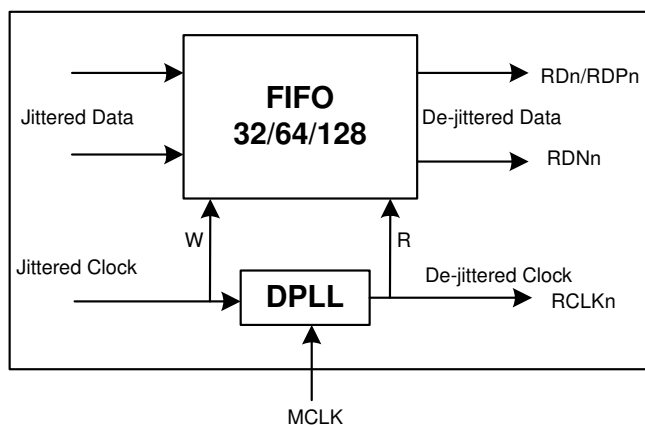 RDn/RDPn
FIFO
32/64/128
Jittered Data
De-jittered Data
RDNn
W
R
Jittered Clock
De-jittered Clock
DPLL
RCLKn
MCLK